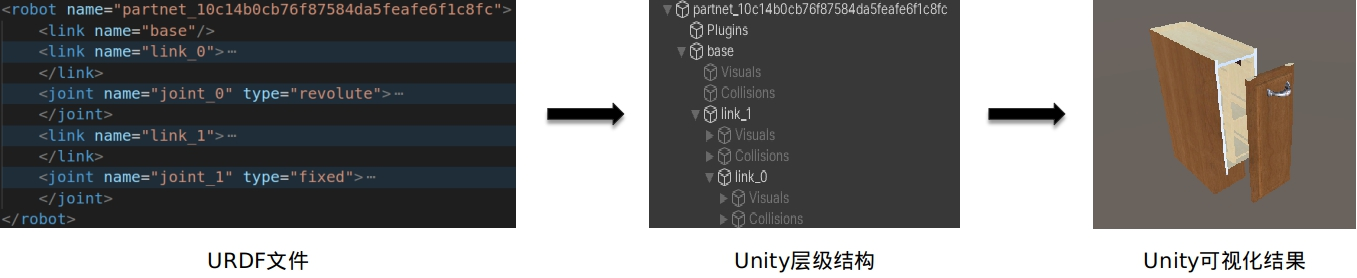 <robot name="partnet_10c14b0cb76f87584da5feafe6f1c8fc">
<link name="base"/>
<link name="link_0">⋯
</link>
<joint name="joint_0" type="revolute">⋯
</joint>
<link name="link_1">⋯
</link>
<joint name="joint_1" type="fixed">⋯
</joint>
</robot>
URDF文件
partnet_10c14b0cb76f87584da5feafe6f1c8fc
Plugins
base
Visuals
Collisions
link_1
Visuals
Collisions
link_0
Visuals
Collisions
Unity层级结构
Unity可视化结果